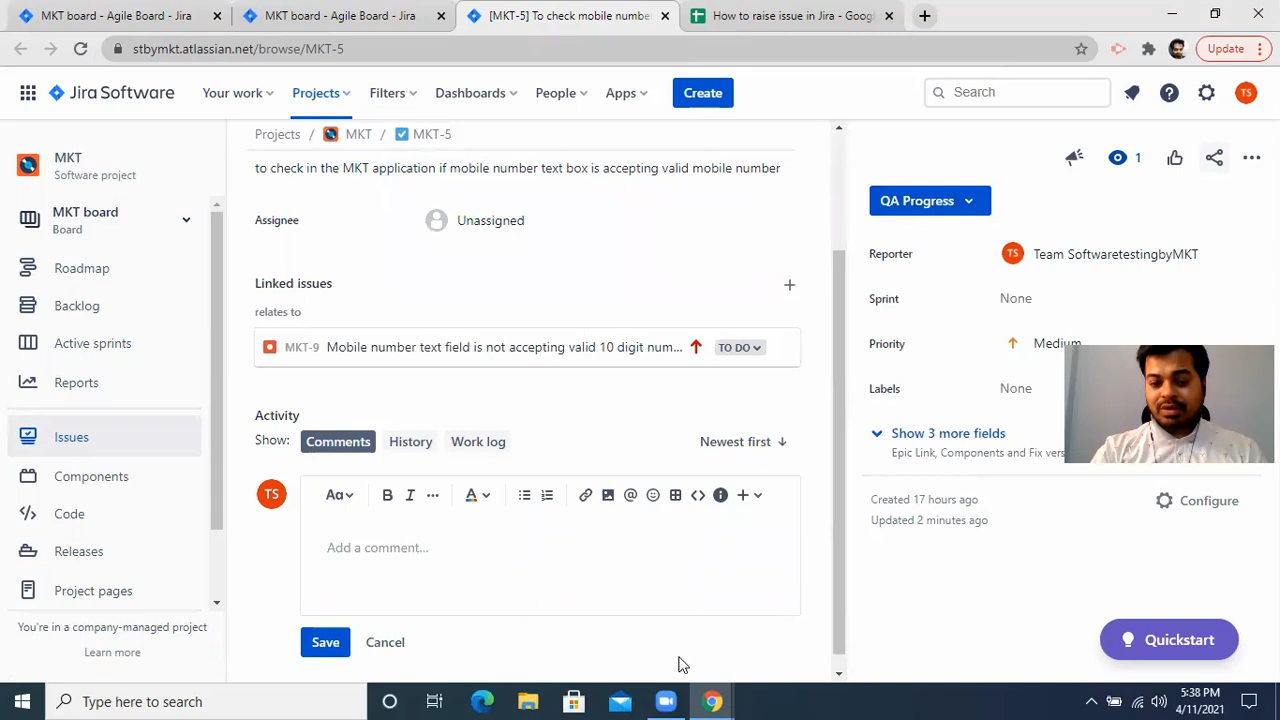 MKT board - Agile Board - Jira
MKT board - Agile Board - Jira
[MKT-5] To check mobile numbe
How to raise issue in Jira - Goog
stbymkt.atlassian.net/browse/MKT-5
Update
Jira Software
Your work
Projects
Filters
Dashboards
People
Apps
Create
Search
TS
MKT
Software project
MKT board
Board
Roadmap
Backlog
Active sprints
Reports
Issues
Components
Code
Releases
Project pages
You're in a company-managed project
Learn more
Projects / MKT / MKT-5
to check in the MKT application if mobile number text box is accepting valid mobile number
Assignee
Unassigned
Linked issues
relates to
MKT-9 Mobile number text field is not accepting valid 10 digit num... TO DO
Activity
Show: Comments History Work log Newest first
TS
Aa B I A
Add a comment...
Save Cancel
1
QA Progress
Reporter
TS Team SoftwaretestingbyMKT
Sprint
None
Priority
Medium
Labels
None
Show 3 more fields
Epic Link, Components and Fix vers
Created 17 hours ago
Updated 2 minutes ago
Configure
Quickstart
Type here to search
5:38 PM
4/11/2021